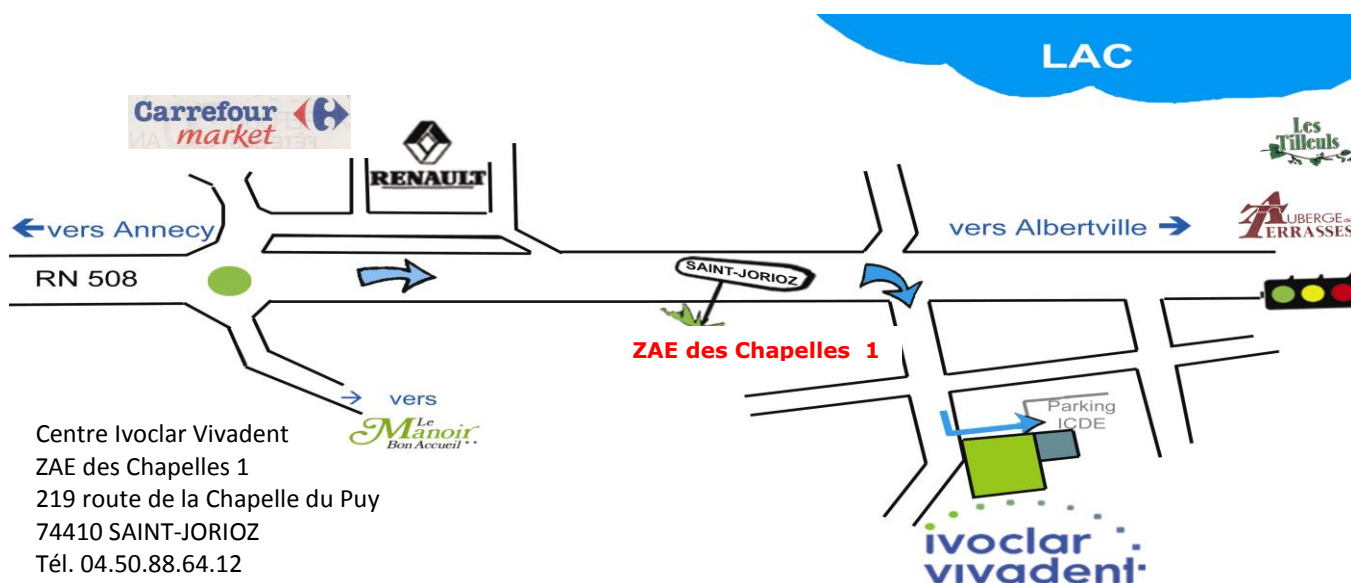 LAC
Carrefour
market
Les
Tilleuls
RENAULT
AUBERGE des
TERRASSES
vers Annecy
vers Albertville
RN 508
SAINT-JORIOZ
ZAE des Chapelles 1
vers
Le
Manoir
Bon Accueil
Parking
ICDE
Centre Ivoclar Vivadent
ZAE des Chapelles 1
219 route de la Chapelle du Puy
74410 SAINT-JORIOZ
Tél. 04.50.88.64.12
ivoclar
vivadent